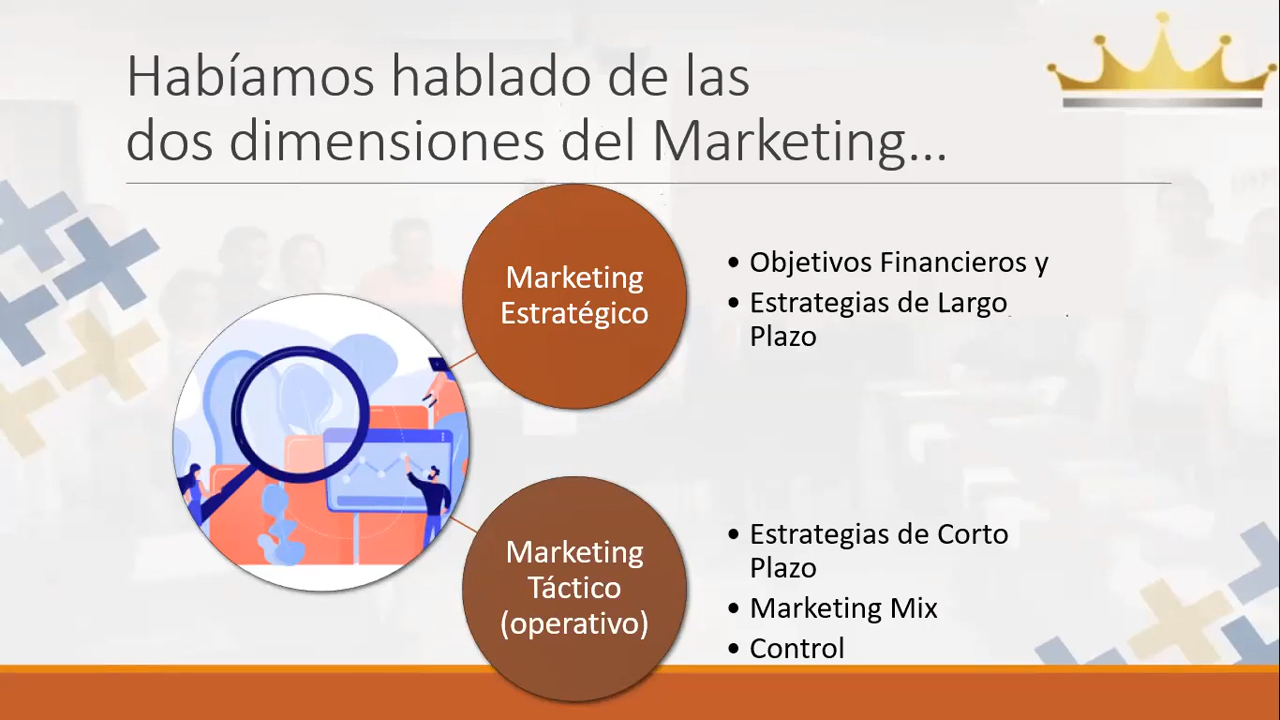 Habíamos hablado de las
dos dimensiones del Marketing...
Marketing
Estratégico
• Objetivos Financieros y
• Estrategias de Largo
Plazo
Marketing
Táctico
(operativo)
• Estrategias de Corto
Plazo
• Marketing Mix
• Control